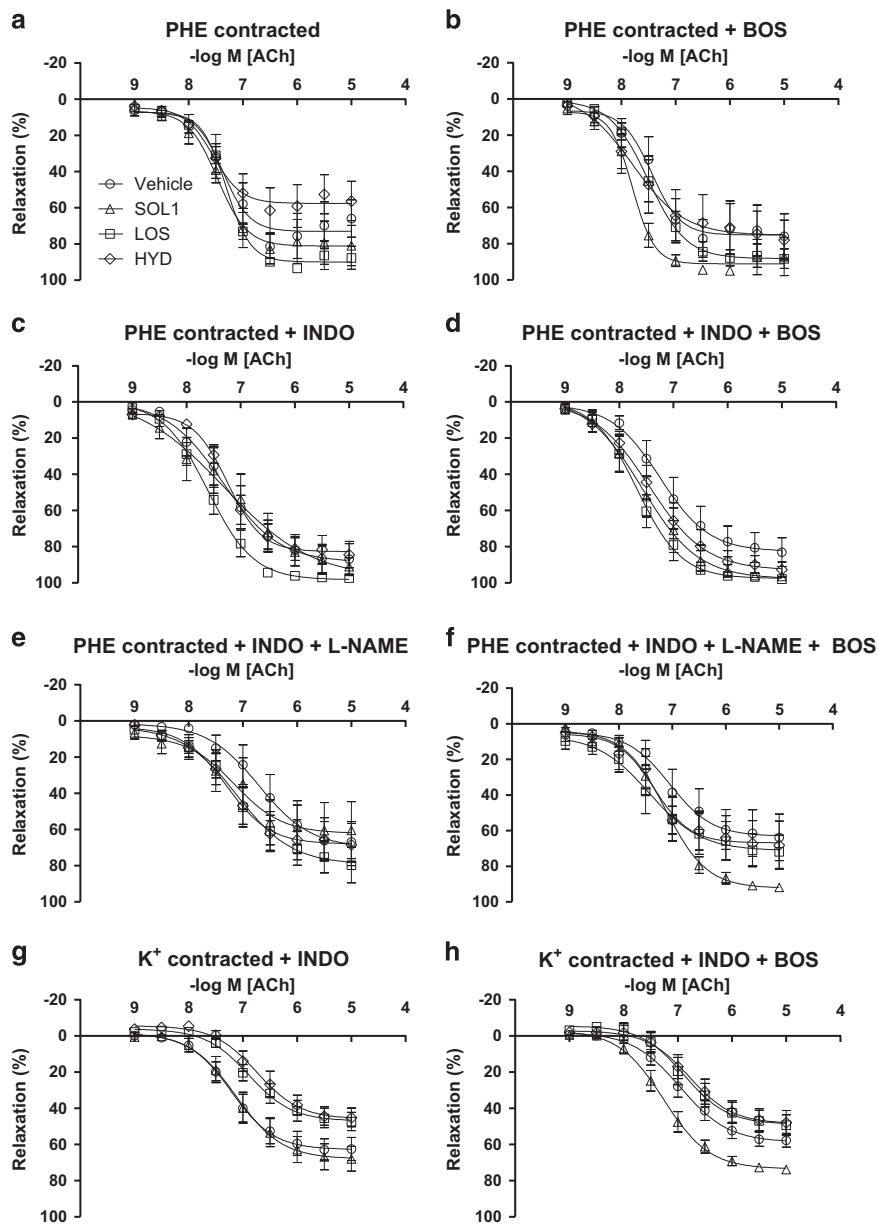 a
PHE contracted
-log M [ACh]
9 8 7 6 5 4
-20
0
20
40
60
80
100
Relaxation (%)
Vehicle
SOL1
LOS
HYD
b
PHE contracted + BOS
-log M [ACh]
9 8 7 6 5 4
-20
0
20
40
60
80
100
Relaxation (%)
c
PHE contracted + INDO
-log M [ACh]
9 8 7 6 5 4
-20
0
20
40
60
80
100
Relaxation (%)
d
PHE contracted + INDO + BOS
-log M [ACh]
9 8 7 6 5 4
-20
0
20
40
60
80
100
Relaxation (%)
e
PHE contracted + INDO + L-NAME
-log M [ACh]
9 8 7 6 5 4
-20
0
20
40
60
80
100
Relaxation (%)
f
PHE contracted + INDO + L-NAME + BOS
-log M [ACh]
9 8 7 6 5 4
-20
0
20
40
60
80
100
Relaxation (%)
g
K⁺ contracted + INDO
-log M [ACh]
9 8 7 6 5 4
-20
0
20
40
60
80
100
Relaxation (%)
h
K⁺ contracted + INDO + BOS
-log M [ACh]
9 8 7 6 5 4
-20
0
20
40
60
80
100
Relaxation (%)